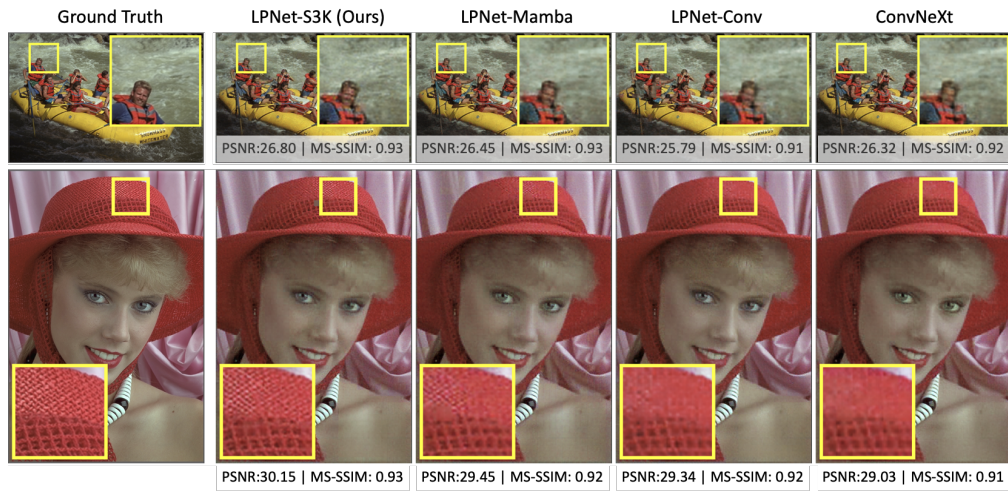 Ground Truth LPNet-S3K (Ours) LPNet-Mamba LPNet-Conv ConvNeXt
PSNR:26.80 | MS-SSIM: 0.93 PSNR:26.45 | MS-SSIM: 0.93 PSNR:25.79 | MS-SSIM: 0.91 PSNR:26.32 | MS-SSIM: 0.92
PSNR:30.15 | MS-SSIM: 0.93 PSNR:29.45 | MS-SSIM: 0.92 PSNR:29.34 | MS-SSIM: 0.92 PSNR:29.03 | MS-SSIM: 0.91